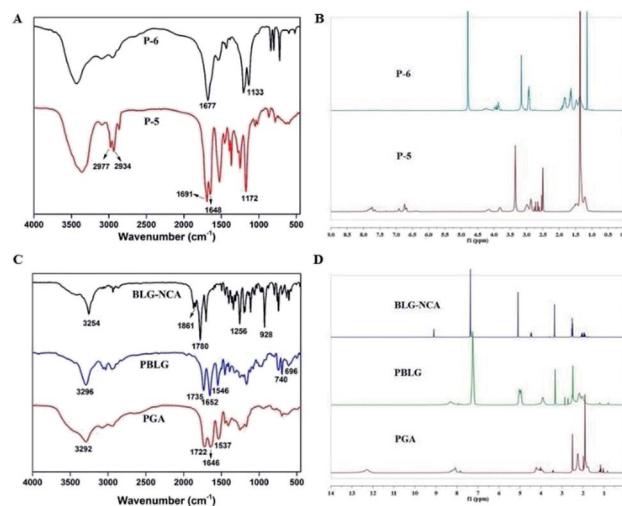 A
P-6
1677
1133
P-5
2977
2934
1691
1648
1172
4000 3500 3000 2500 2000 1500 1000 500
Wavenumber (cm⁻¹)
B
P-6
P-5
f1 (ppm)
C
BLG-NCA
3254
1861
1780
1256
928
PBLG
3296
1735
1652
1546
740
696
PGA
3292
1722
1646
1537
4000 3500 3000 2500 2000 1500 1000 500
Wavenumber (cm⁻¹)
D
BLG-NCA
PBLG
PGA
14 13 12 11 10 9 8 7 6 5 4 3 2 1
f1 (ppm)